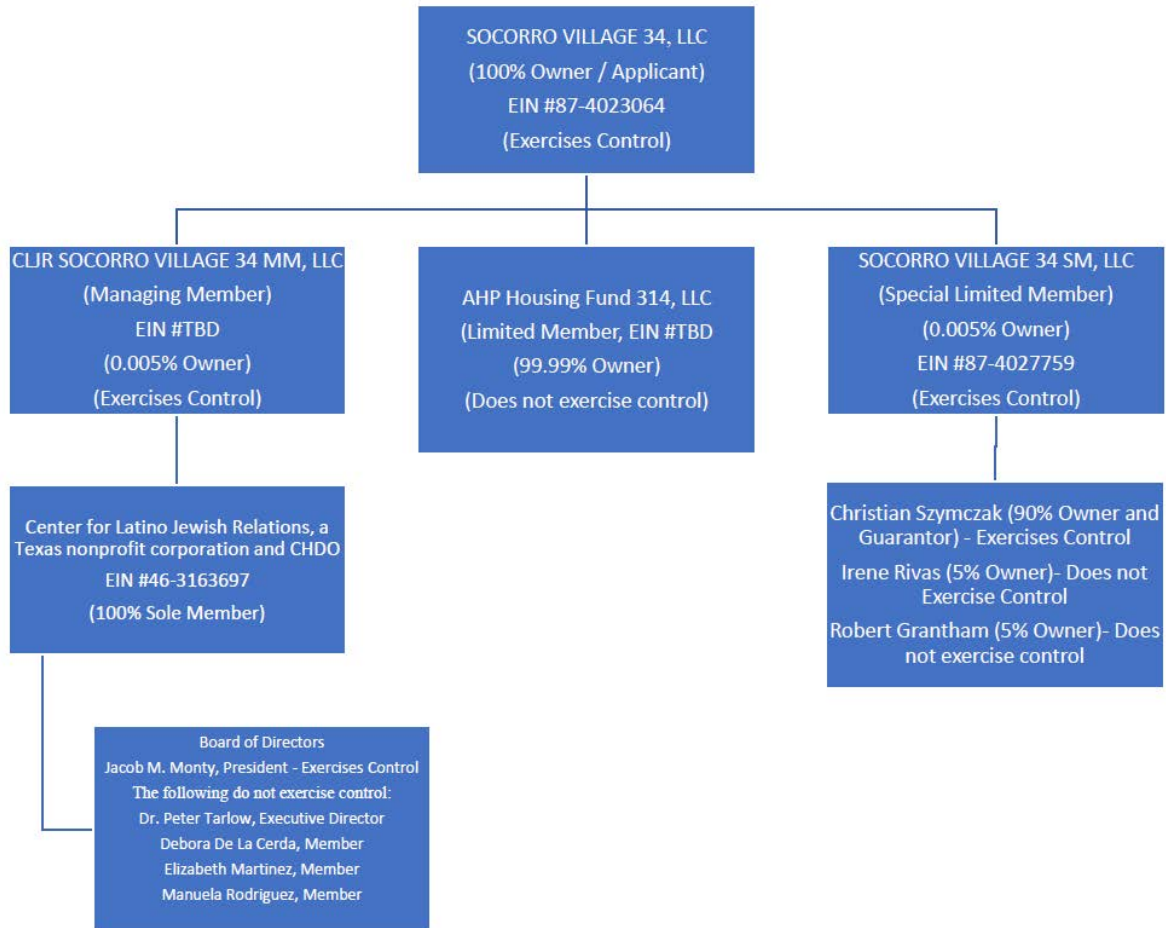 SOCORRO VILLAGE 34, LLC
(100% Owner / Applicant)
EIN #87-4023064
(Exercises Control)
CLJR SOCORRO VILLAGE 34 MM, LLC
(Managing Member)
EIN #TBD
(0.005% Owner)
(Exercises Control)
AHP Housing Fund 314, LLC
(Limited Member, EIN #TBD
(99.99% Owner)
(Does not exercise control)
SOCORRO VILLAGE 34 SM, LLC
(Special Limited Member)
(0.005% Owner)
EIN #87-4027759
(Exercises Control)
Center for Latino Jewish Relations, a
Texas nonprofit corporation and CHDO
EIN #46-3163697
(100% Sole Member)
Christian Szymczak (90% Owner and
Guarantor) - Exercises Control
Irene Rivas (5% Owner)- Does not
Exercise Control
Robert Grantham (5% Owner)- Does
not exercise control
Board of Directors
Jacob M. Monty, President - Exercises Control
The following do not exercise control:
Dr. Peter Tarlow, Executive Director
Debora De La Cerda, Member
Elizabeth Martinez, Member
Manuela Rodriguez, Member